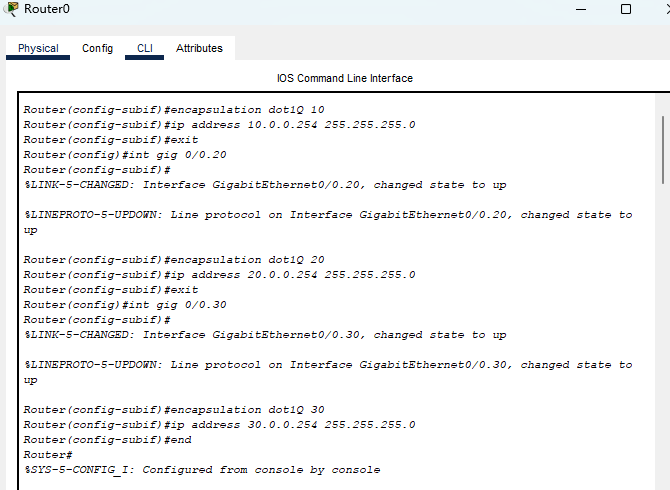 Router0
Physical Config CLI Attributes
IOS Command Line Interface
Router(config-subif)#encapsulation dot1Q 10
Router(config-subif)#ip address 10.0.0.254 255.255.255.0
Router(config-subif)#exit
Router(config)#int gig 0/0.20
Router(config-subif)#
%LINK-5-CHANGED: Interface GigabitEthernet0/0.20, changed state to up
%LINEPROTO-5-UPDOWN: Line protocol on Interface GigabitEthernet0/0.20, changed state to
up
Router(config-subif)#encapsulation dot1Q 20
Router(config-subif)#ip address 20.0.0.254 255.255.255.0
Router(config-subif)#exit
Router(config)#int gig 0/0.30
Router(config-subif)#
%LINK-5-CHANGED: Interface GigabitEthernet0/0.30, changed state to up
%LINEPROTO-5-UPDOWN: Line protocol on Interface GigabitEthernet0/0.30, changed state to
up
Router(config-subif)#encapsulation dot1Q 30
Router(config-subif)#ip address 30.0.0.254 255.255.255.0
Router(config-subif)#end
Router#
%SYS-5-CONFIG_I: Configured from console by console